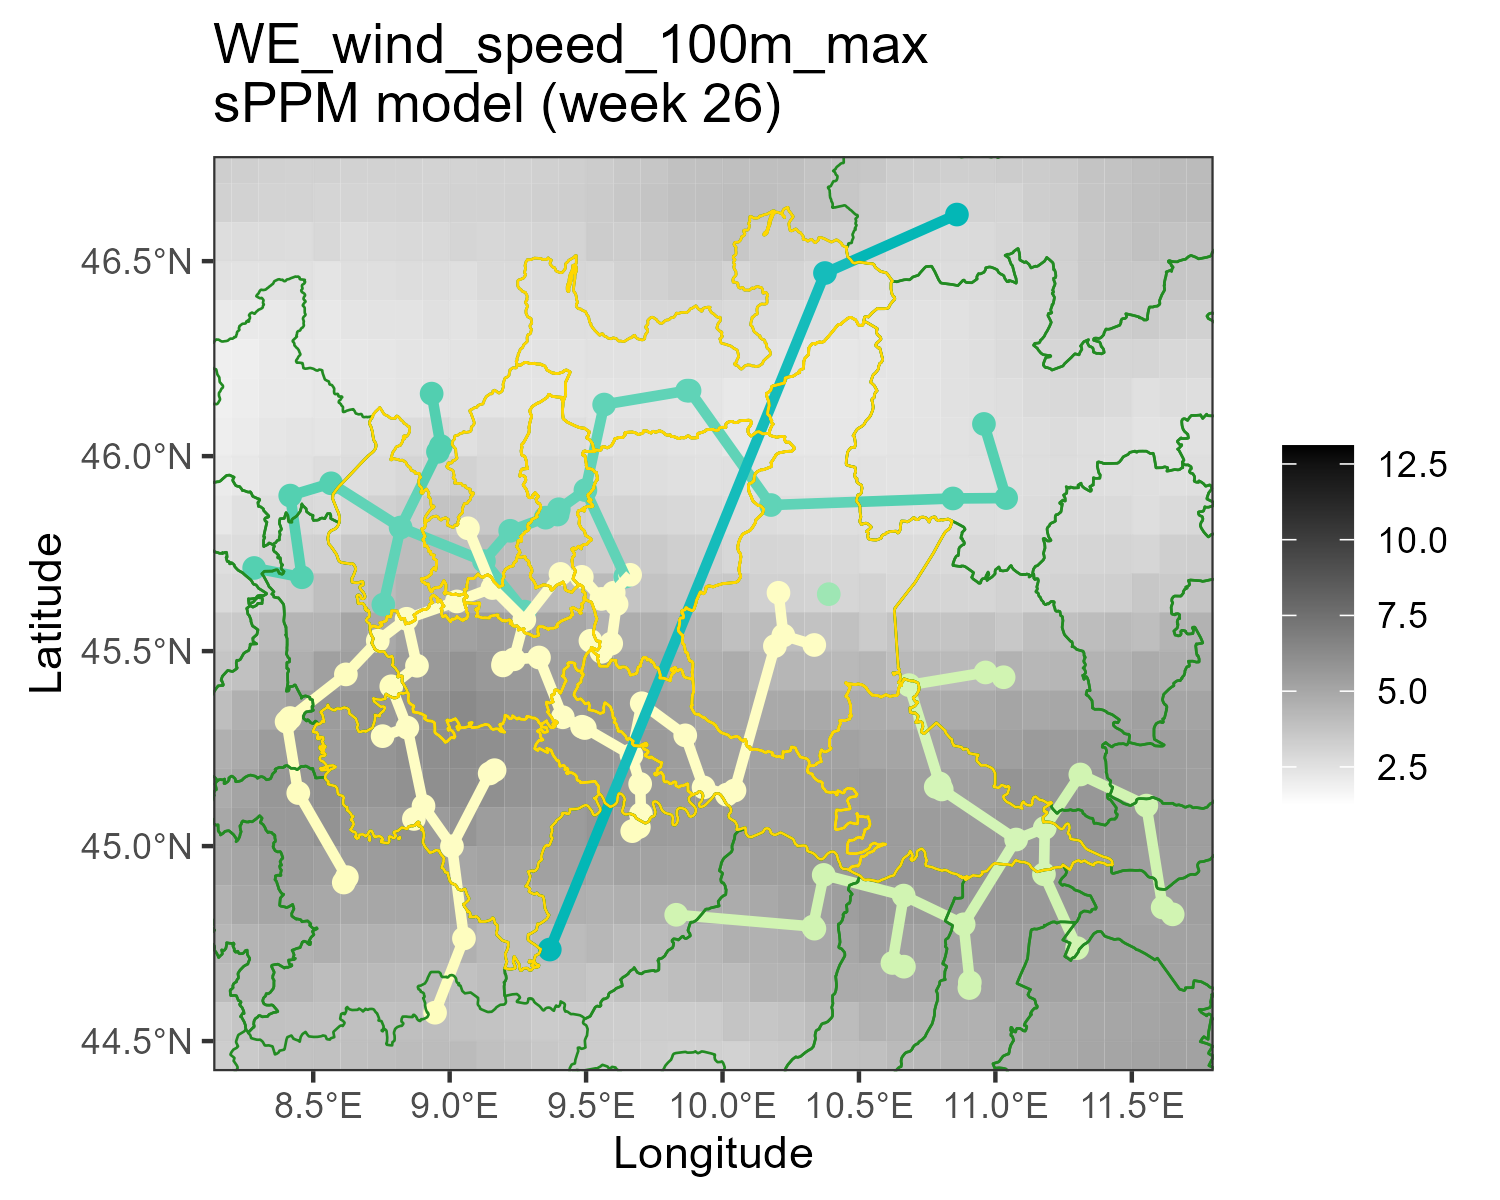 WE_wind_speed_100m_max
sPPM model (week 26)
46.5°N
46.0°N
45.5°N
45.0°N
44.5°N
Latitude
8.5°E 9.0°E 9.5°E 10.0°E 10.5°E 11.0°E 11.5°E
Longitude
12.5
10.0
7.5
5.0
2.5